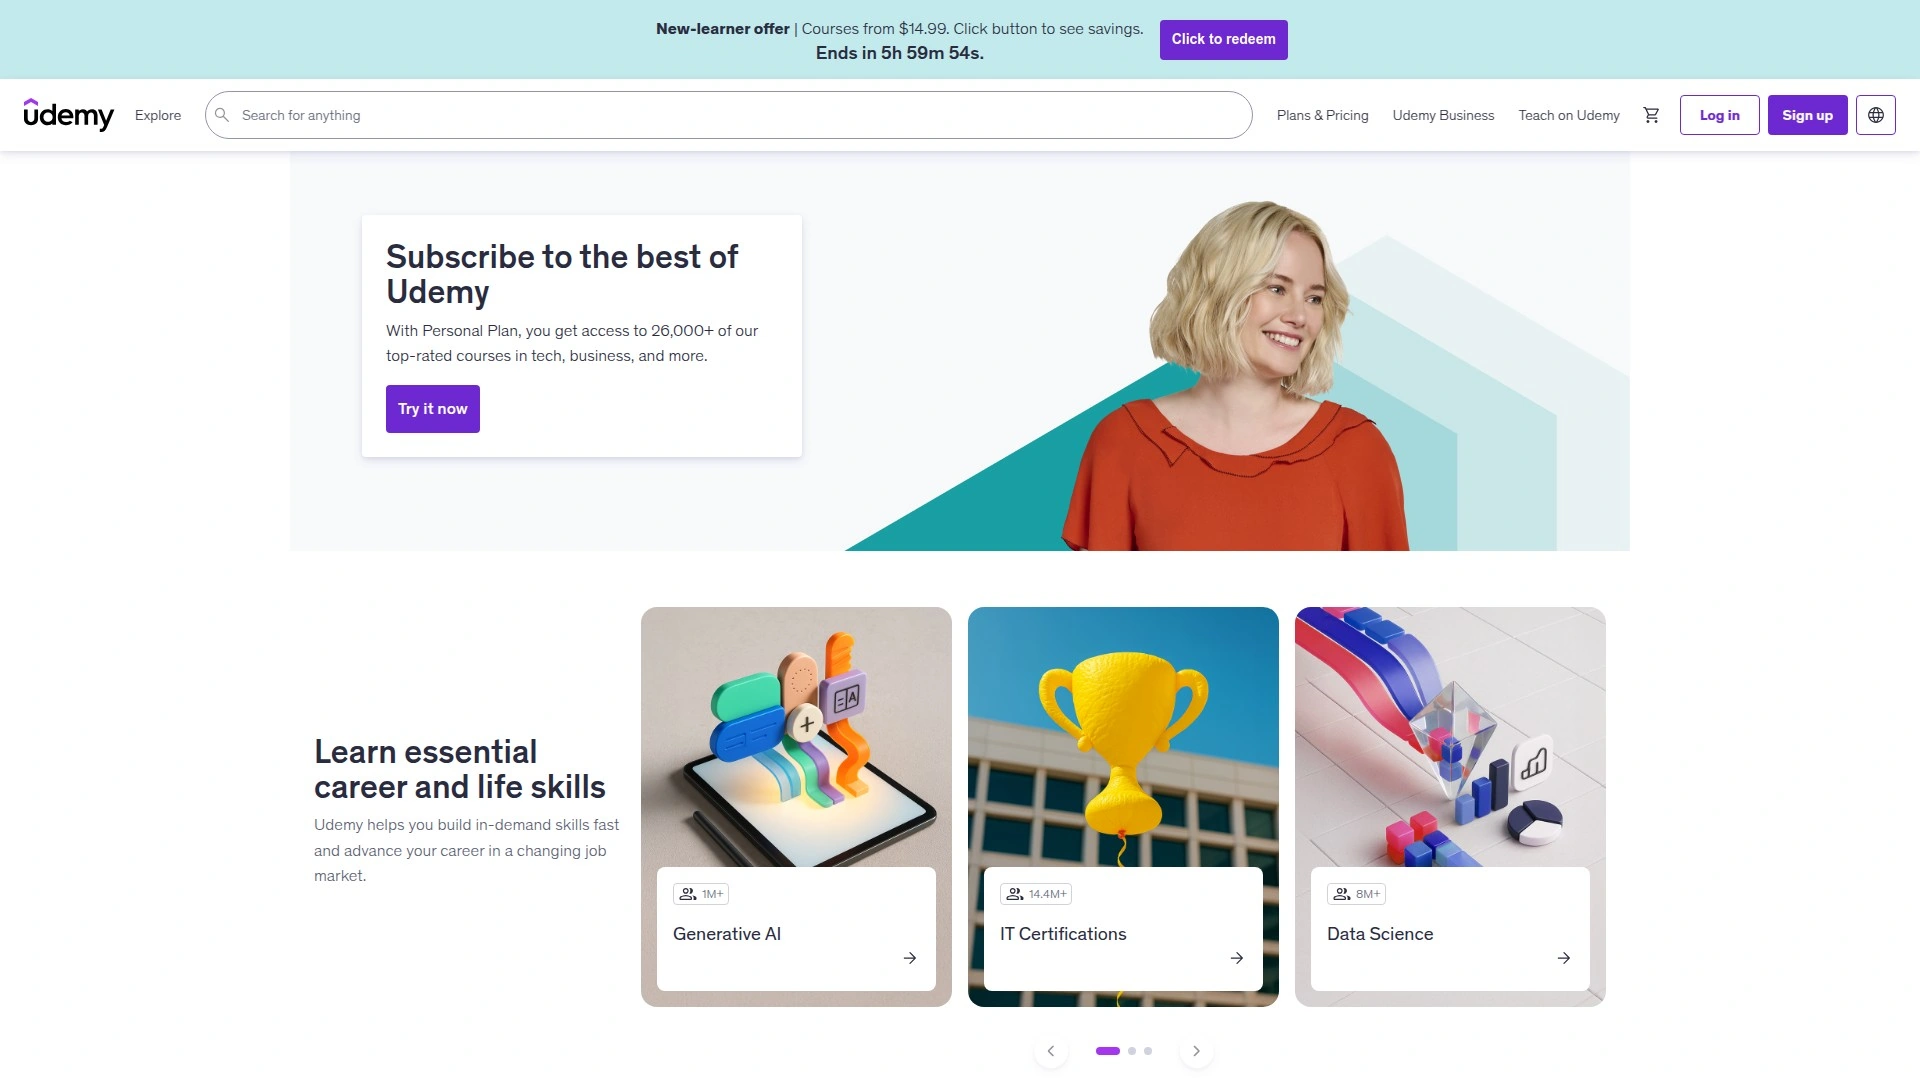 New-learner offer | Courses from $14.99. Click button to see savings.
Ends in 5h 59m 54s.
Click to redeem
udemy
Explore
Search for anything
Plans & Pricing
Udemy Business
Teach on Udemy
Log in
Sign up
Subscribe to the best of
Udemy
With Personal Plan, you get access to 26,000+ of our
top-rated courses in tech, business, and more.
Try it now
Learn essential
career and life skills
Udemy helps you build in-demand skills fast
and advance your career in a changing job
market.
A
1M+
Generative AI
14.4M+
IT Certifications
8M+
Data Science